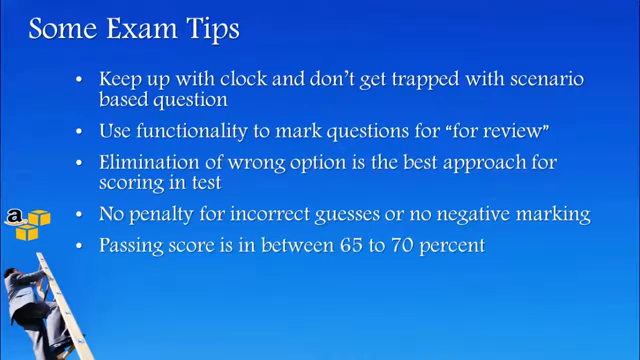 Some Exam Tips
• Keep up with clock and don't get trapped with scenario
based question
• Use functionality to mark questions for "for review"
• Elimination of wrong option is the best approach for
scoring in test
• No penalty for incorrect guesses or no negative marking
• Passing score is in between 65 to 70 percent
a